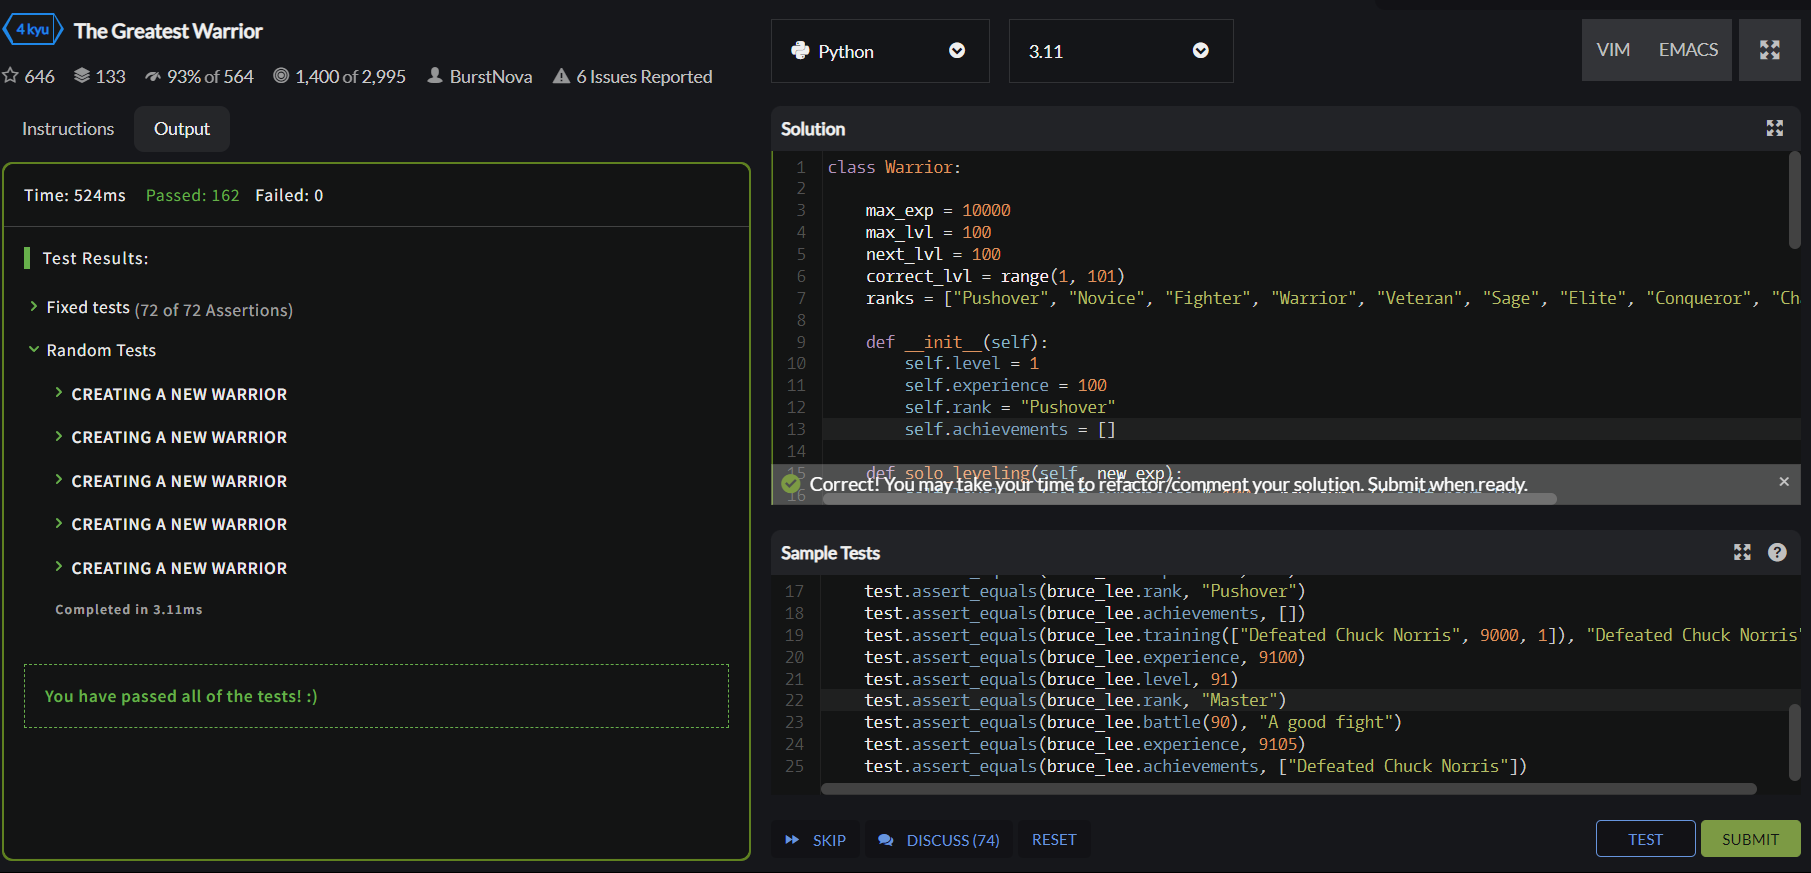 4 kyu The Greatest Warrior
646 133 93% of 564 1,400 of 2,995 BurstNova 6 Issues Reported
Instructions Output
Time: 524ms Passed: 162 Failed: 0
Test Results:
Fixed tests (72 of 72 Assertions)
Random Tests
CREATING A NEW WARRIOR
CREATING A NEW WARRIOR
CREATING A NEW WARRIOR
CREATING A NEW WARRIOR
CREATING A NEW WARRIOR
Completed in 3.11ms
You have passed all of the tests! :)
Python 3.11 VIM EMACS
Solution
1 class Warrior:
2
3 max_exp = 10000
4 max_lvl = 100
5 next_lvl = 100
6 correct_lvl = range(1, 101)
7 ranks = ["Pushover", "Novice", "Fighter", "Warrior", "Veteran", "Sage", "Elite", "Conqueror", "Cha
8
9 def __init__(self):
10 self.level = 1
11 self.experience = 100
12 self.rank = "Pushover"
13 self.achievements = []
14
15 def solo_leveling(self, new_exp):
16
Correct! You may take your time to refactor/comment your solution. Submit when ready.
Sample Tests
17 test.assert_equals(bruce_lee.rank, "Pushover")
18 test.assert_equals(bruce_lee.achievements, [])
19 test.assert_equals(bruce_lee.training(["Defeated Chuck Norris", 9000, 1]), "Defeated Chuck Norris"
20 test.assert_equals(bruce_lee.experience, 9100)
21 test.assert_equals(bruce_lee.level, 91)
22 test.assert_equals(bruce_lee.rank, "Master")
23 test.assert_equals(bruce_lee.battle(90), "A good fight")
24 test.assert_equals(bruce_lee.experience, 9105)
25 test.assert_equals(bruce_lee.achievements, ["Defeated Chuck Norris"])
SKIP DISCUSS (74) RESET TEST SUBMIT